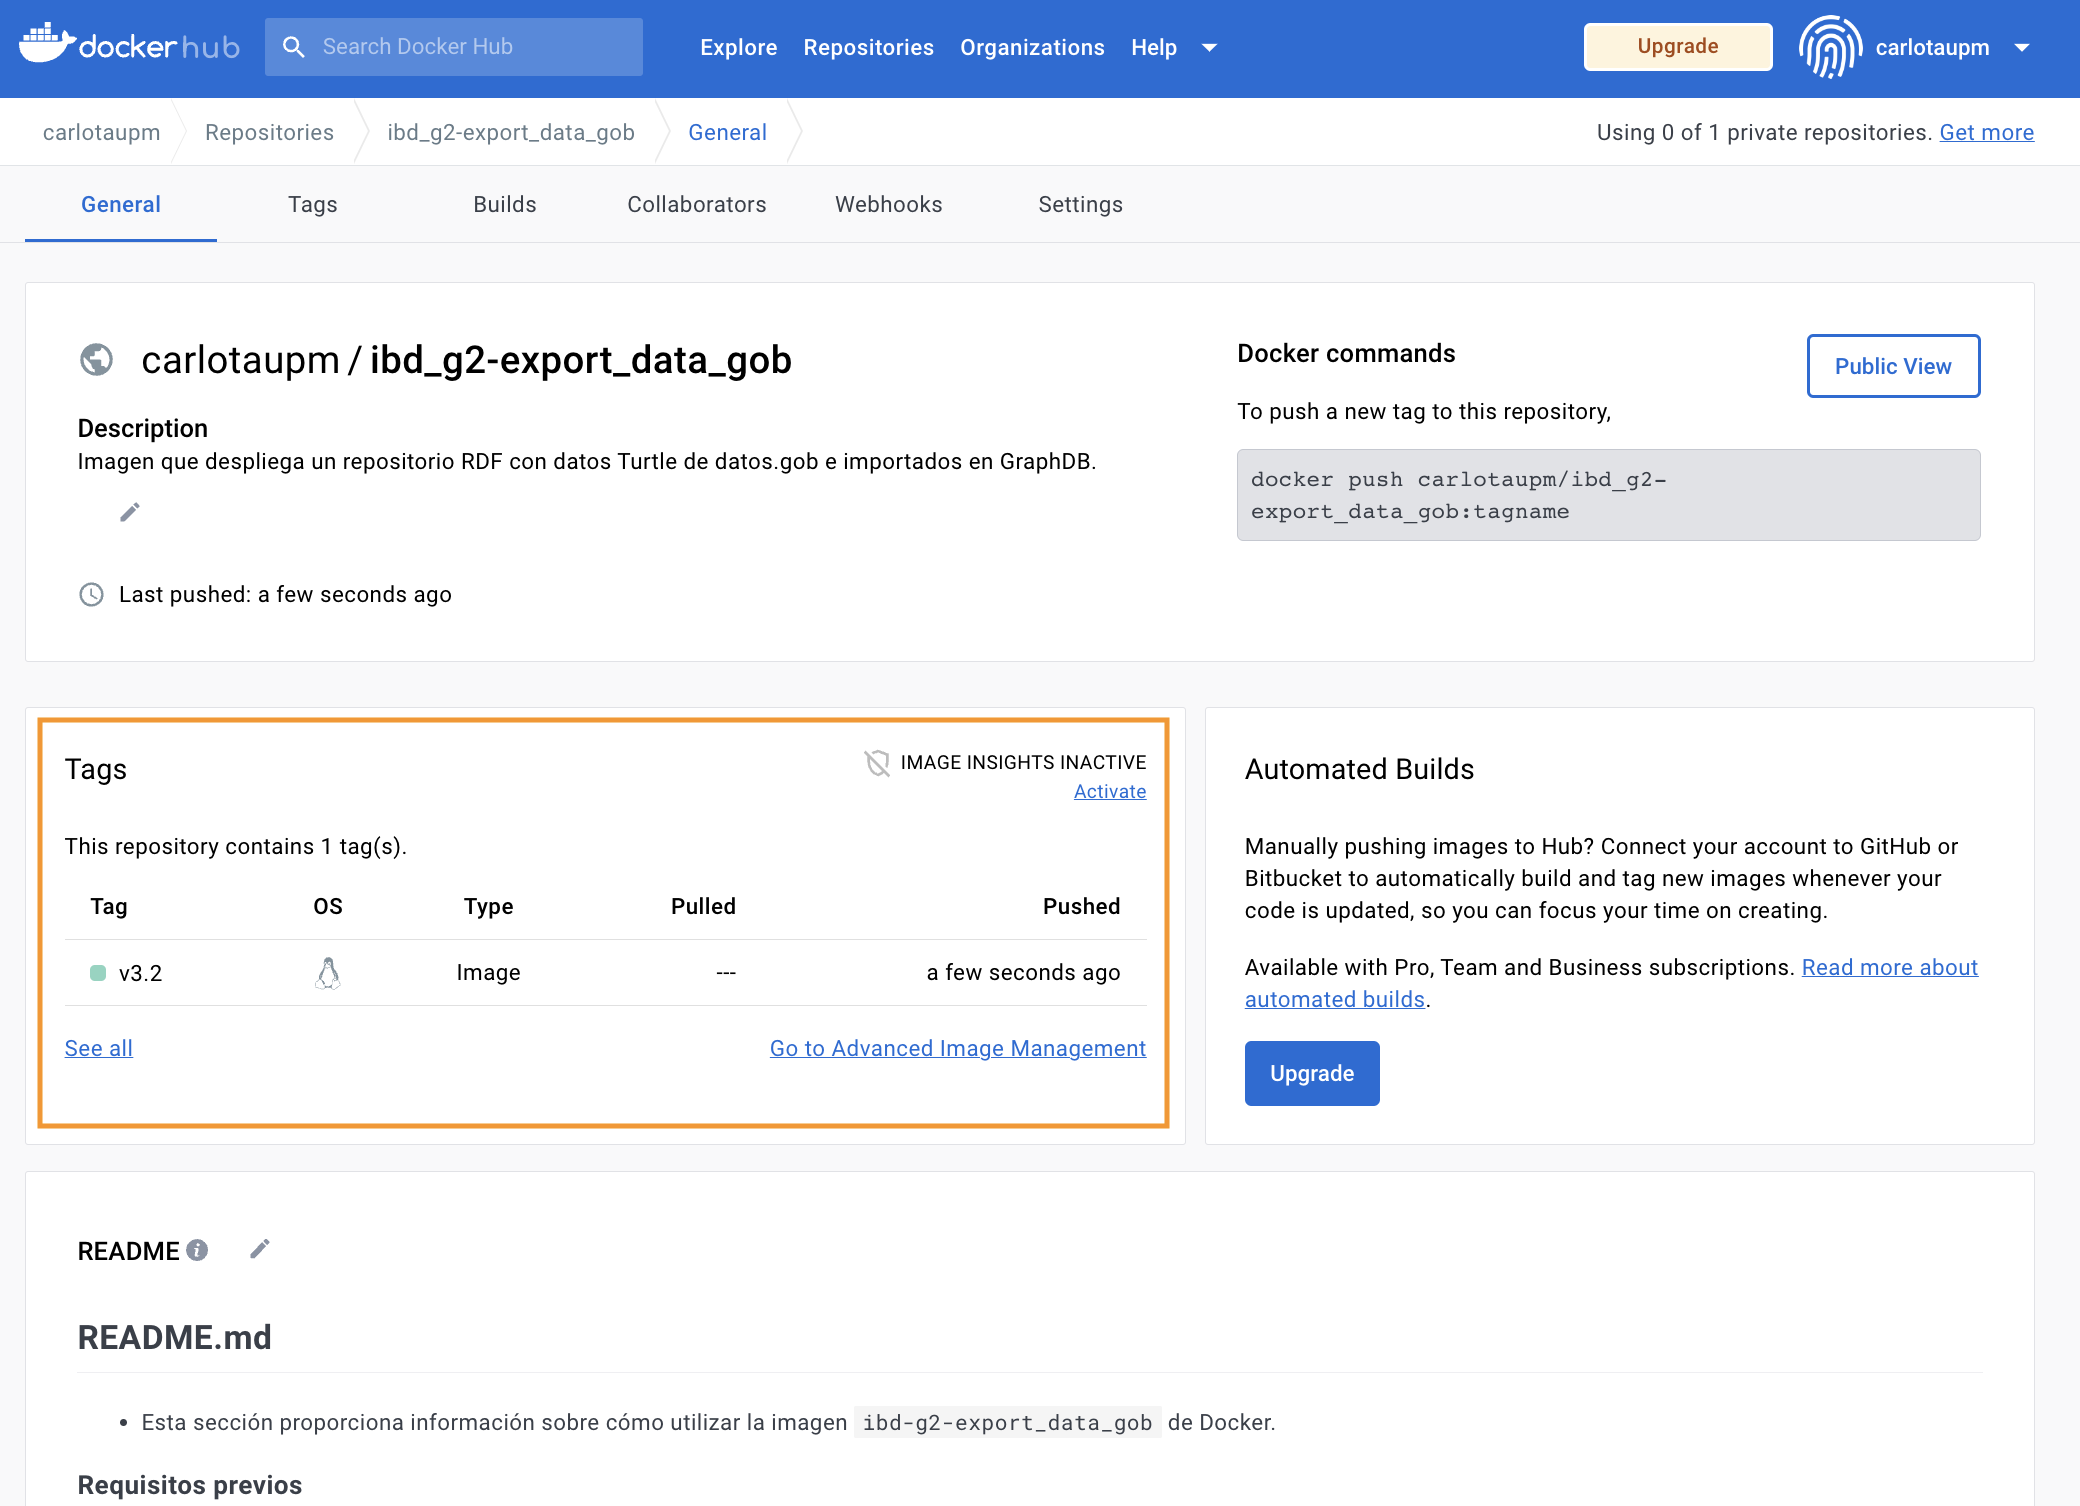 docker hub
Search Docker Hub
Explore
Repositories
Organizations
Help
Upgrade
carlotaupm
carlotaupm
Repositories
ibd_g2-export_data_gob
General
Using 0 of 1 private repositories. Get more
General
Tags
Builds
Collaborators
Webhooks
Settings
carlotaupm / ibd_g2-export_data_gob
Description
Imagen que despliega un repositorio RDF con datos Turtle de datos.gob e importados en GraphDB.
Last pushed: a few seconds ago
Docker commands
Public View
To push a new tag to this repository,
docker push carlotaupm/ibd_g2-
export_data_gob:tagname
Tags
IMAGE INSIGHTS INACTIVE
Activate
This repository contains 1 tag(s).
Tag OS Type Pulled Pushed
v3.2 Image --- a few seconds ago
See all
Go to Advanced Image Management
Automated Builds
Manually pushing images to Hub? Connect your account to GitHub or
Bitbucket to automatically build and tag new images whenever your
code is updated, so you can focus your time on creating.
Available with Pro, Team and Business subscriptions. Read more about
automated builds.
Upgrade
README
README.md
• Esta sección proporciona información sobre cómo utilizar la imagen ibd-g2-export_data_gob de Docker.
Requisitos previos